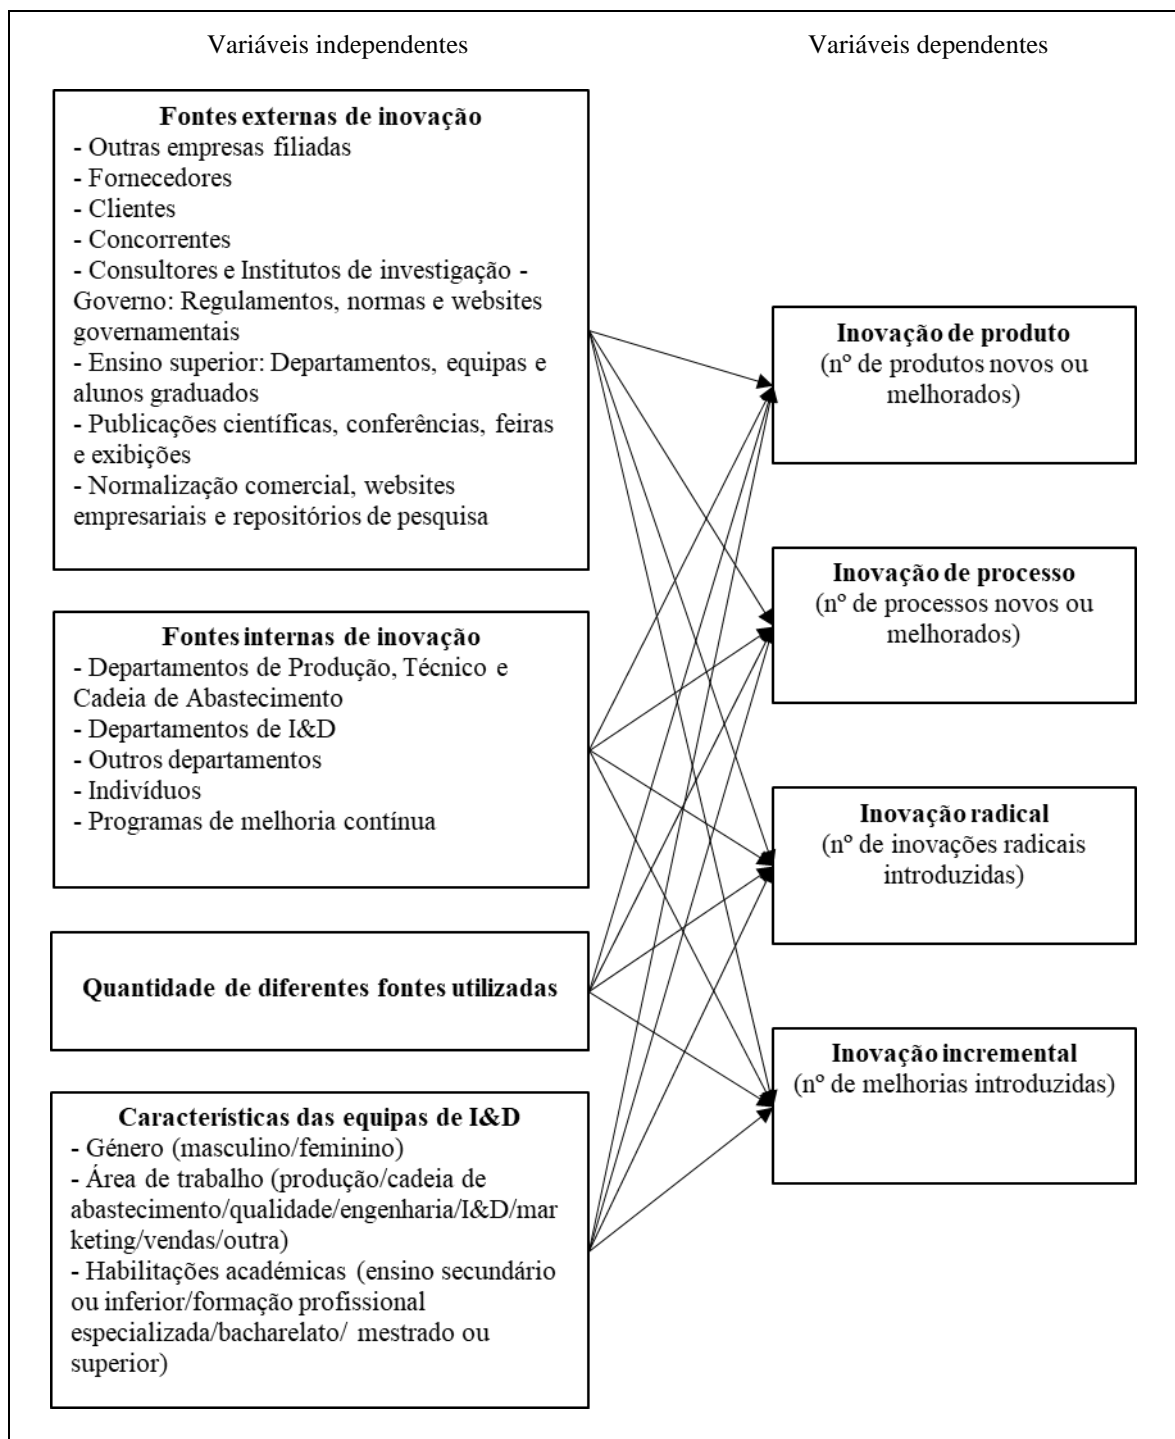 Variáveis independentes
Variáveis dependentes
Fontes externas de inovação
- Outras empresas filiadas
- Fornecedores
- Clientes
- Concorrentes
- Consultores e Institutos de investigação -
Governo: Regulamentos, normas e websites
governamentais
- Ensino superior: Departamentos, equipas e
alunos graduados
- Publicações científicas, conferências, feiras
e exibições
- Normalização comercial, websites
empresariais e repositórios de pesquisa
Fontes internas de inovação
- Departamentos de Produção, Técnico e
Cadeia de Abastecimento
- Departamentos de I&D
- Outros departamentos
- Indivíduos
- Programas de melhoria contínua
Quantidade de diferentes fontes utilizadas
Características das equipas de I&D
- Género (masculino/feminino)
- Área de trabalho (produção/cadeia de
abastecimento/qualidade/engenharia/I&D/mar
keting/vendas/outra)
- Habilitações académicas (ensino secundário
ou inferior/formação profissional
especializada/bacharelato/ mestrado ou
superior)
Inovação de produto
(nº de produtos novos ou
melhorados)
Inovação de processo
(nº de processos novos ou
melhorados)
Inovação radical
(nº de inovações radicais
introduzidas)
Inovação incremental
(nº de melhorias introduzidas)